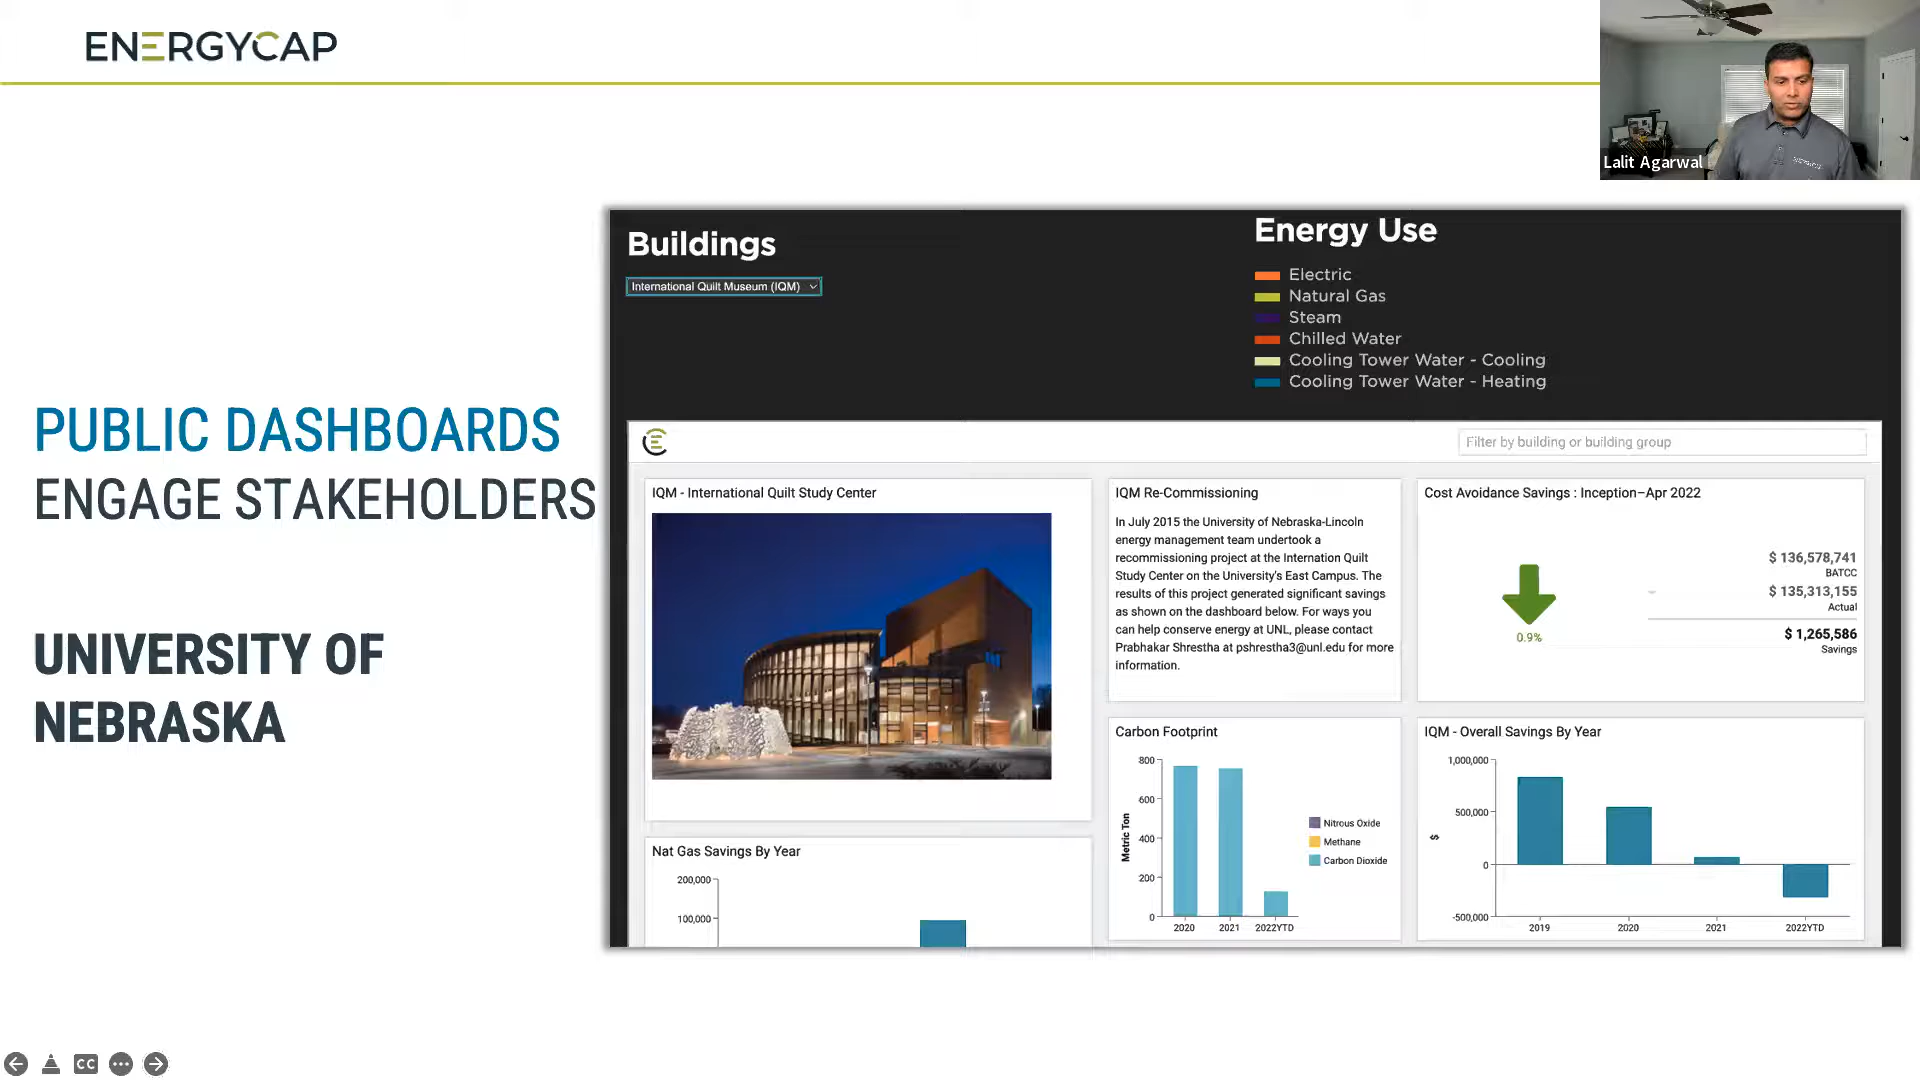 ENERGYCAP
Lalit Agarwal
PUBLIC DASHBOARDS
ENGAGE STAKEHOLDERS
UNIVERSITY OF
NEBRASKA
Buildings
International Quilt Museum (IQM)
Energy Use
Electric
Natural Gas
Steam
Chilled Water
Cooling Tower Water - Cooling
Cooling Tower Water - Heating
Filter by building or building group
IQM - International Quilt Study Center
IQM Re-Commissioning
In July 2015 the University of Nebraska-Lincoln
energy management team undertook a
recommissioning project at the Internation Quilt
Study Center on the University's East Campus. The
results of this project generated significant savings
as shown on the dashboard below. For ways you
can help conserve energy at UNL, please contact
Prabhakar Shrestha at pshrestha3@unl.edu for more
information.
Cost Avoidance Savings : Inception–Apr 2022
0.9%
$ 136,578,741
BATCC
$ 135,313,155
Actual
$ 1,265,586
Savings
Nat Gas Savings By Year
200,000
100,000
Carbon Footprint
Metric Ton
800
600
400
200
0
2020 2021 2022YTD
Nitrous Oxide
Methane
Carbon Dioxide
IQM - Overall Savings By Year
$
1,000,000
500,000
0
-500,000
2019 2020 2021 2022YTD
CC